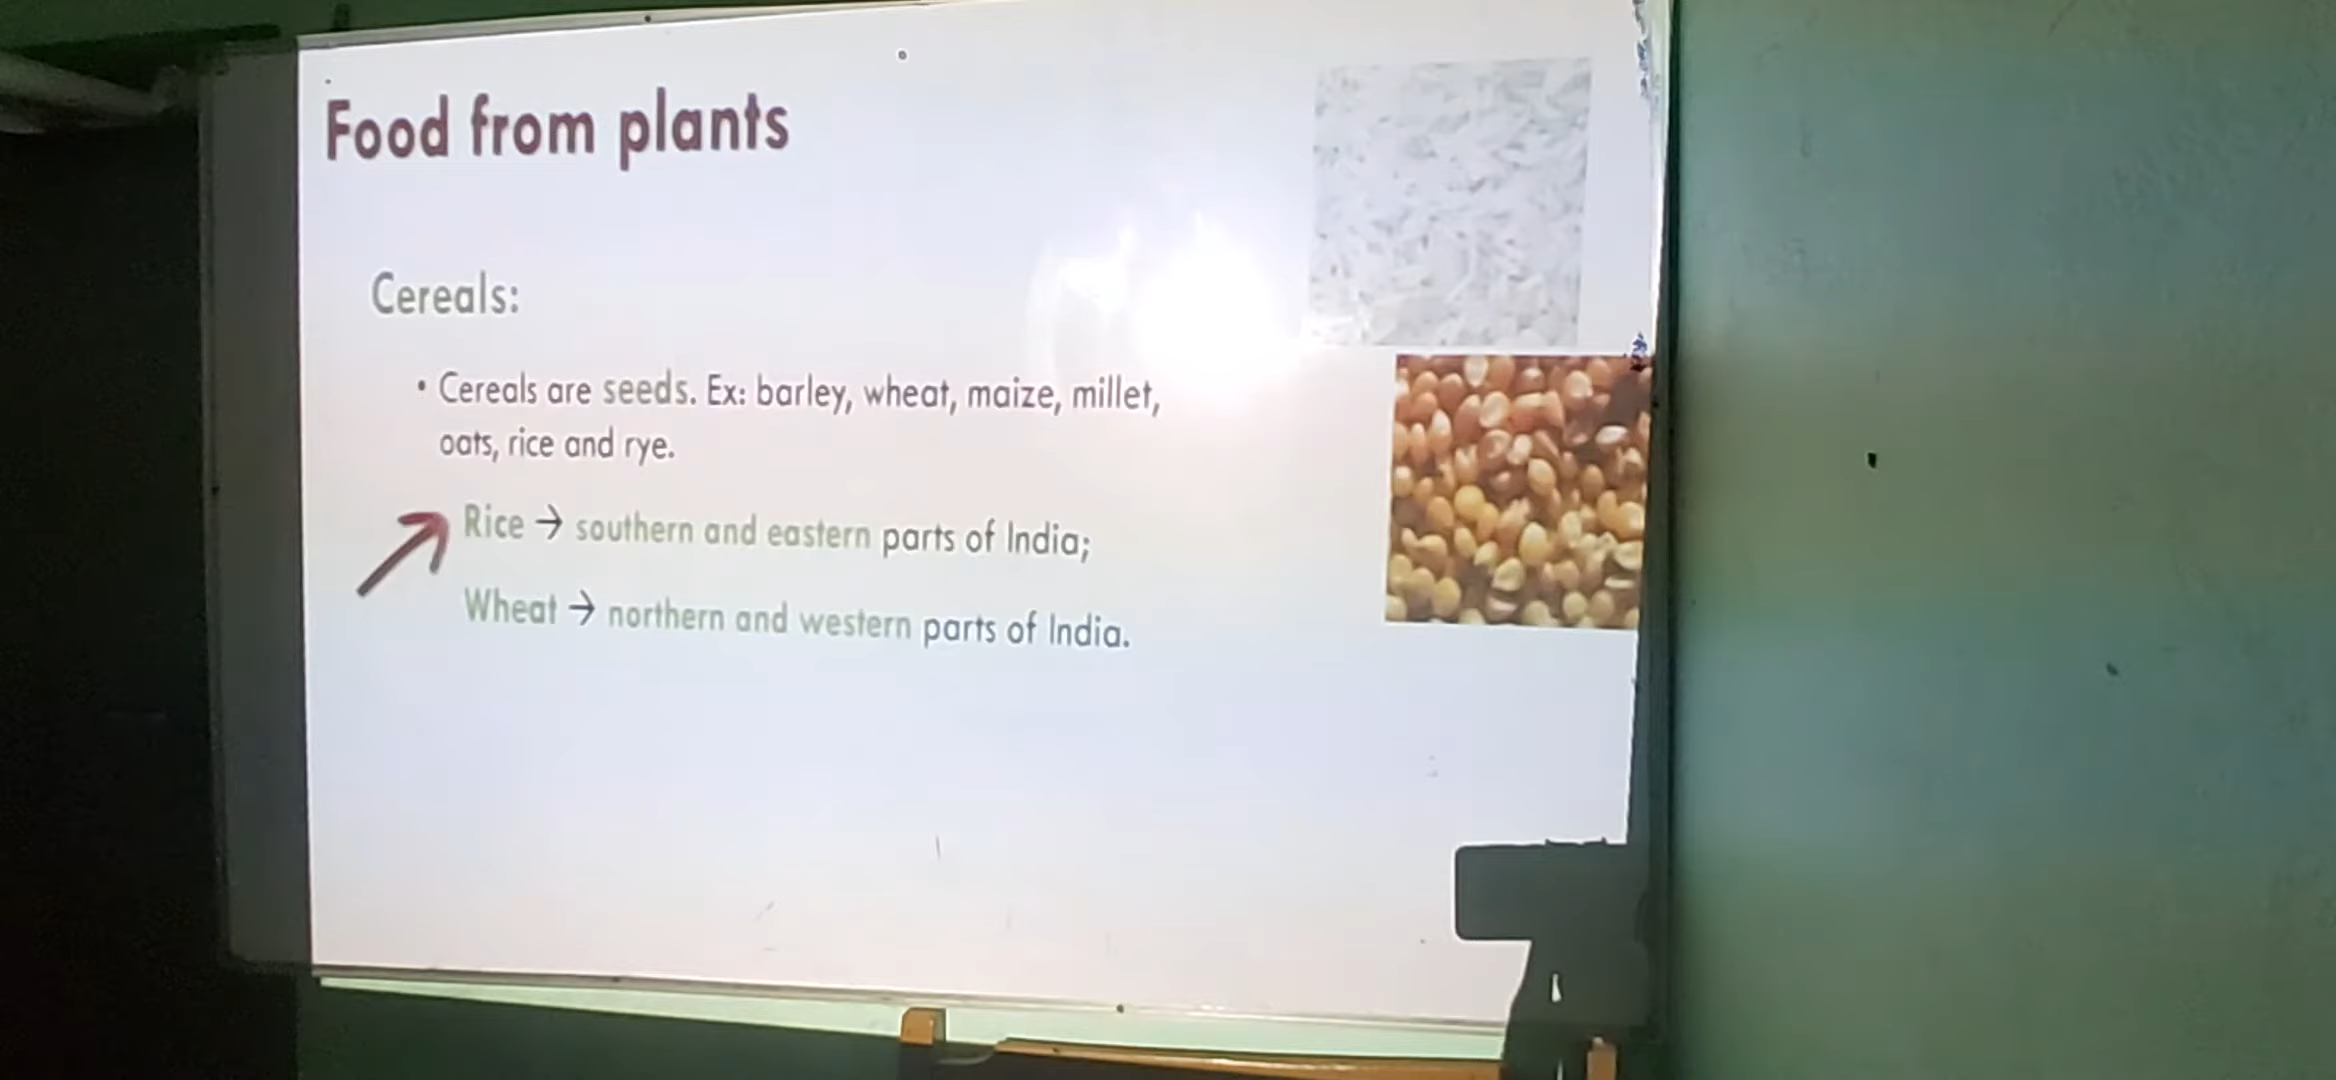 Food from plants
Cereals:
• Cereals are seeds. Ex: barley, wheat, maize, millet,
oats, rice and rye.
Rice → southern and eastern parts of India;
Wheat → northern and western parts of India.